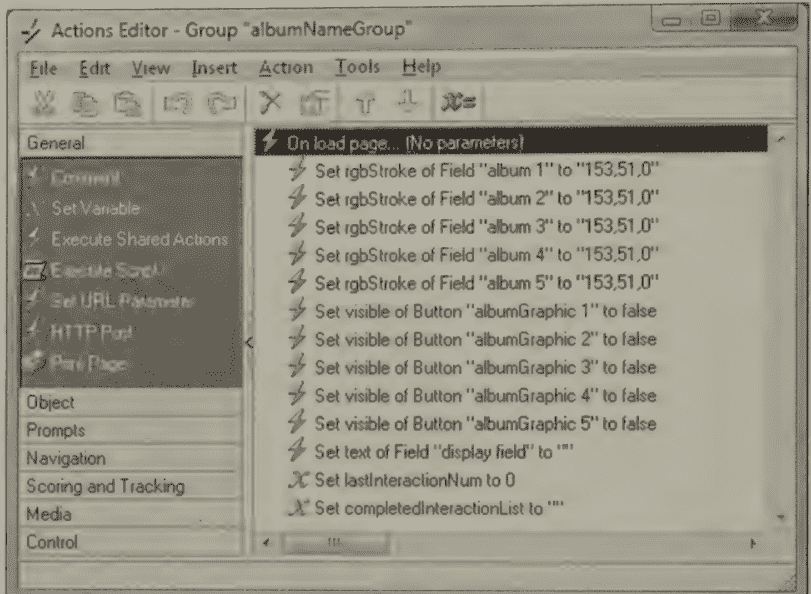 Actions Editor - Group "albumNameGroup"
File Edit View Insert Action Tools Help
General
Comment
Set Variable
Execute Shared Actions
Execute Script
Set URL Parameter
HTTP Post
Print Page
Object
Prompts
Navigation
Scoring and Tracking
Media
Control
On load page... (No parameters)
Set rgbStroke of Field "album 1" to "153,51,0"
Set rgbStroke of Field "album 2" to "153,51,0"
Set rgbStroke of Field "album 3" to "153,51,0"
Set rgbStroke of Field "album 4" to "153,51,0"
Set rgbStroke of Field "album 5" to "153,51,0"
Set visible of Button "albumGraphic 1" to false
Set visible of Button "albumGraphic 2" to false
Set visible of Button "albumGraphic 3" to false
Set visible of Button "albumGraphic 4" to false
Set visible of Button "albumGraphic 5" to false
Set text of Field "display field" to ""
Set lastInteractionNum to 0
Set completedInteractionList to ""